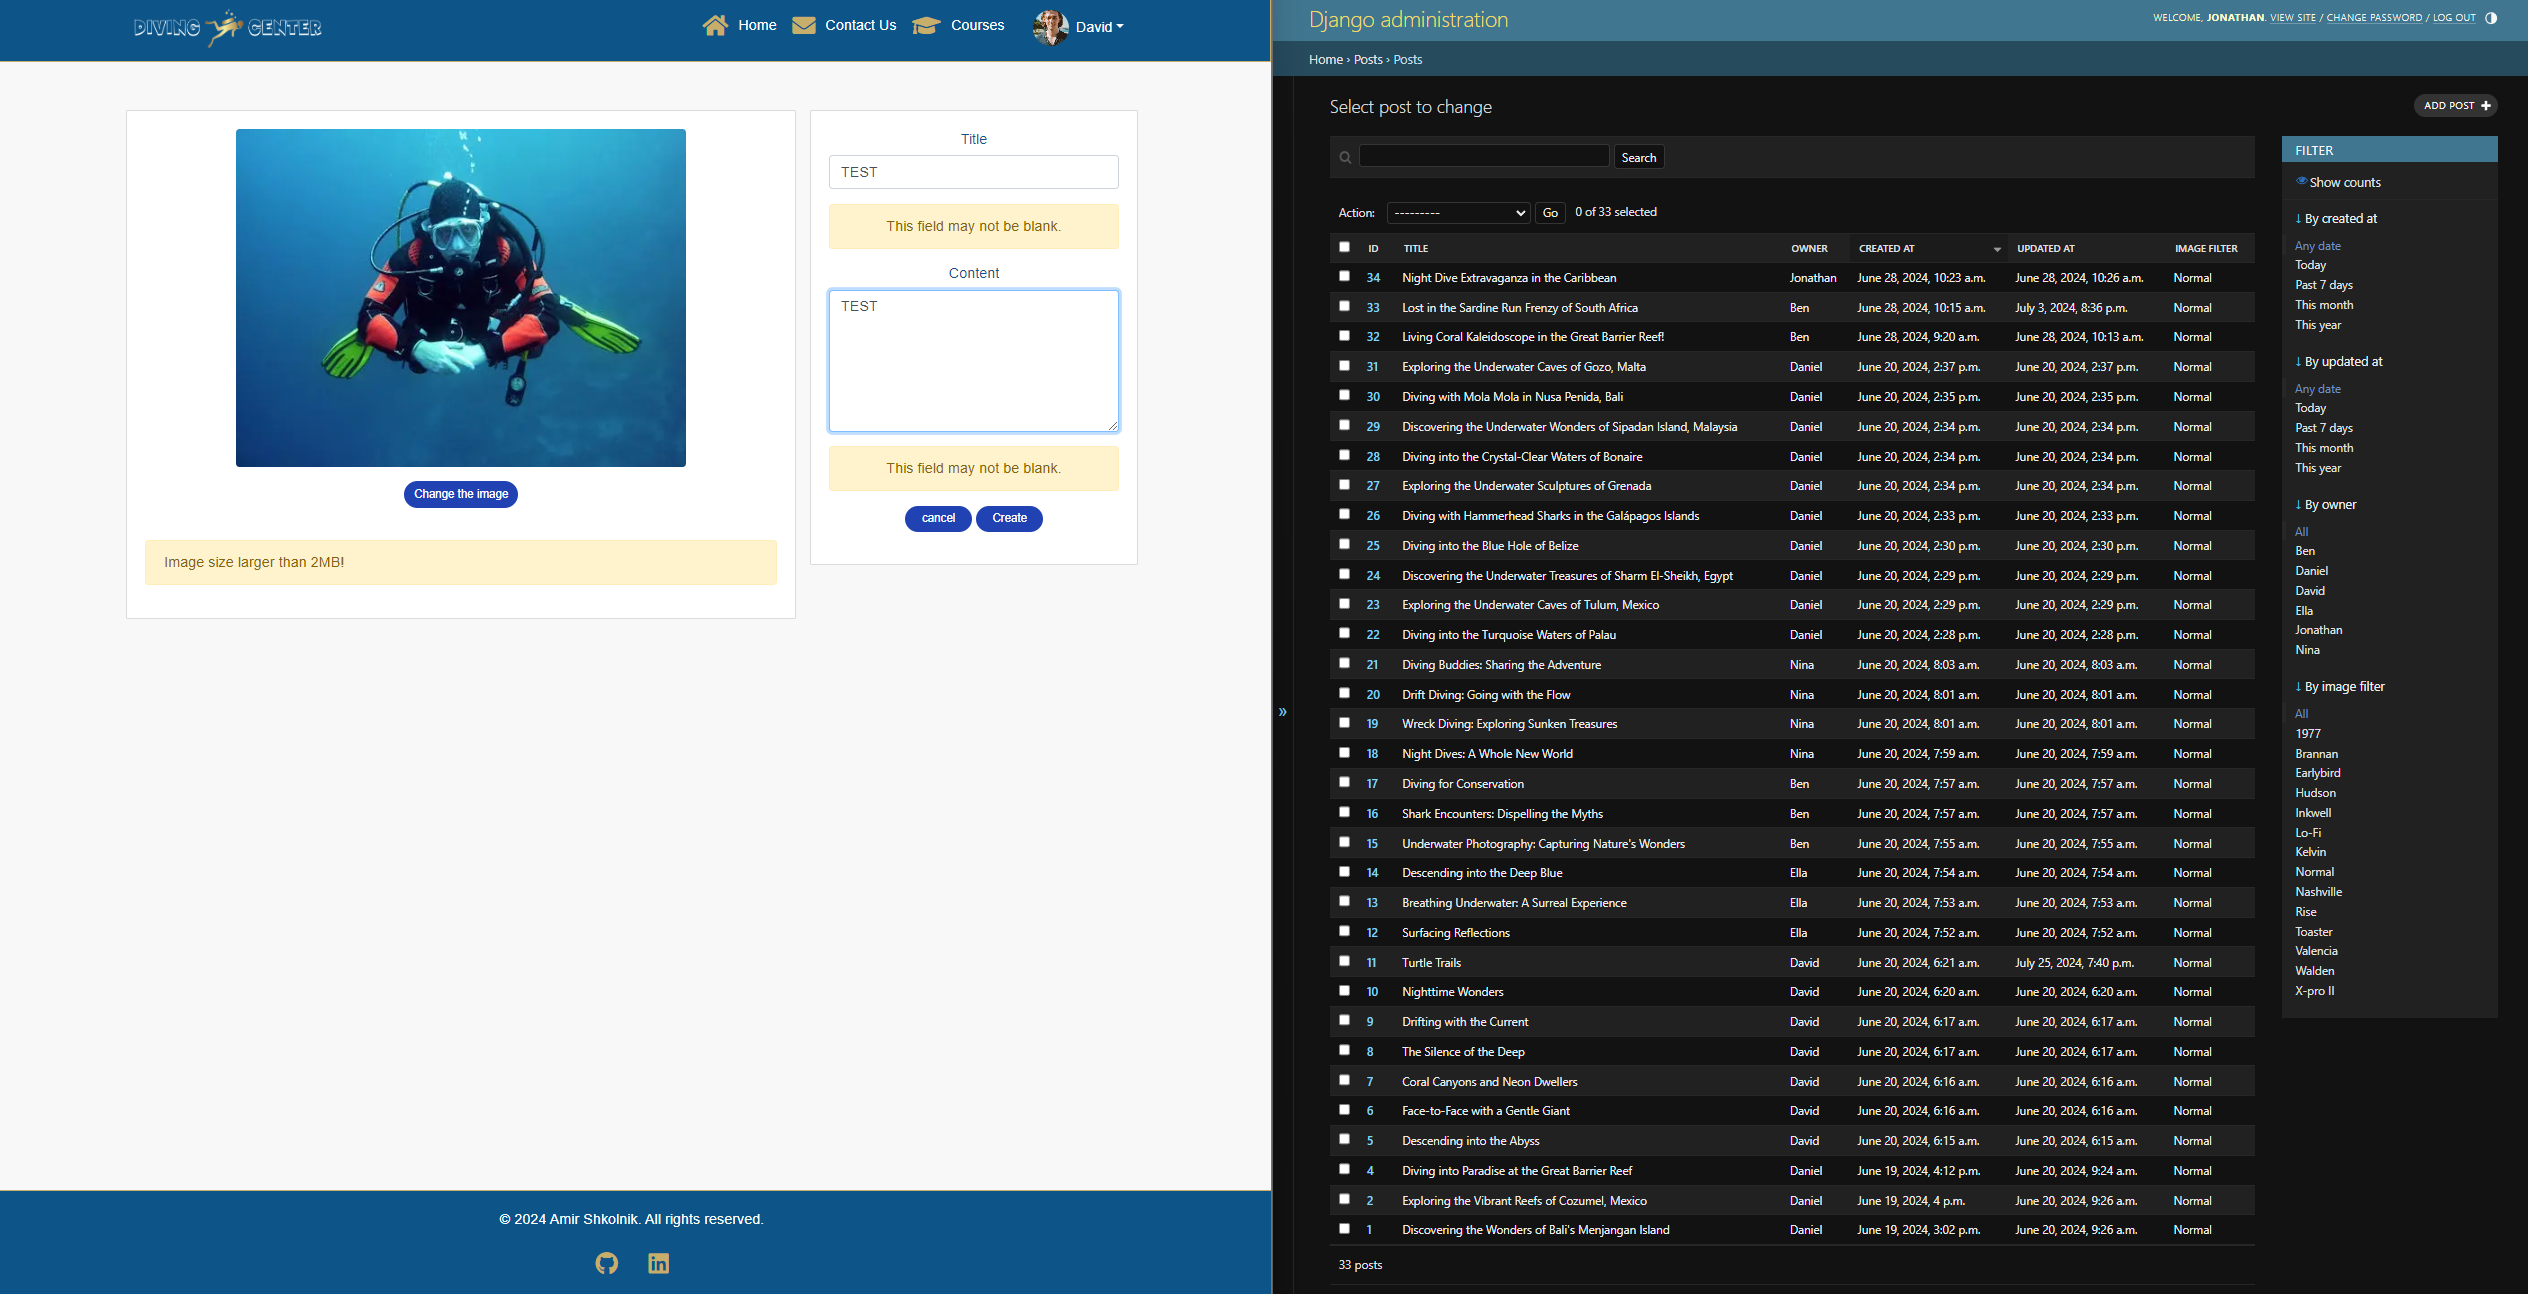 DIVING CENTER
Home
Contact Us
Courses
David
Title
TEST
This field may not be blank.
Content
TEST
This field may not be blank.
cancel
Create
Change the image
Image size larger than 2MB!
© 2024 Amir Shkolnik. All rights reserved.
Django administration
WELCOME, JONATHAN. VIEW SITE / CHANGE PASSWORD / LOG OUT
Home › Posts › Posts
Select post to change
ADD POST
Search
Action: --------- Go 0 of 33 selected
ID TITLE OWNER CREATED AT UPDATED AT IMAGE FILTER
34 Night Dive Extravaganza in the Caribbean Jonathan June 28, 2024, 10:23 a.m. June 28, 2024, 10:26 a.m. Normal
33 Lost in the Sardine Run Frenzy of South Africa Ben June 28, 2024, 10:15 a.m. July 3, 2024, 8:36 p.m. Normal
32 Living Coral Kaleidoscope in the Great Barrier Reef! Ben June 28, 2024, 9:20 a.m. June 28, 2024, 10:13 a.m. Normal
31 Exploring the Underwater Caves of Gozo, Malta Daniel June 20, 2024, 2:37 p.m. June 20, 2024, 2:37 p.m. Normal
30 Diving with Mola Mola in Nusa Penida, Bali Daniel June 20, 2024, 2:35 p.m. June 20, 2024, 2:35 p.m. Normal
29 Discovering the Underwater Wonders of Sipadan Island, Malaysia Daniel June 20, 2024, 2:34 p.m. June 20, 2024, 2:34 p.m. Normal
28 Diving into the Crystal-Clear Waters of Bonaire Daniel June 20, 2024, 2:34 p.m. June 20, 2024, 2:34 p.m. Normal
27 Exploring the Underwater Sculptures of Grenada Daniel June 20, 2024, 2:34 p.m. June 20, 2024, 2:34 p.m. Normal
26 Diving with Hammerhead Sharks in the Galápagos Islands Daniel June 20, 2024, 2:33 p.m. June 20, 2024, 2:33 p.m. Normal
25 Diving into the Blue Hole of Belize Daniel June 20, 2024, 2:30 p.m. June 20, 2024, 2:30 p.m. Normal
24 Discovering the Underwater Treasures of Sharm El-Sheikh, Egypt Daniel June 20, 2024, 2:29 p.m. June 20, 2024, 2:29 p.m. Normal
23 Exploring the Underwater Caves of Tulum, Mexico Daniel June 20, 2024, 2:29 p.m. June 20, 2024, 2:29 p.m. Normal
22 Diving into the Turquoise Waters of Palau Daniel June 20, 2024, 2:28 p.m. June 20, 2024, 2:28 p.m. Normal
21 Diving Buddies: Sharing the Adventure Nina June 20, 2024, 8:03 a.m. June 20, 2024, 8:03 a.m. Normal
20 Drift Diving: Going with the Flow Nina June 20, 2024, 8:01 a.m. June 20, 2024, 8:01 a.m. Normal
19 Wreck Diving: Exploring Sunken Treasures Nina June 20, 2024, 8:01 a.m. June 20, 2024, 8:01 a.m. Normal
18 Night Dives: A Whole New World Nina June 20, 2024, 7:59 a.m. June 20, 2024, 7:59 a.m. Normal
17 Diving for Conservation Ben June 20, 2024, 7:57 a.m. June 20, 2024, 7:57 a.m. Normal
16 Shark Encounters: Dispelling the Myths Ben June 20, 2024, 7:57 a.m. June 20, 2024, 7:57 a.m. Normal
15 Underwater Photography: Capturing Nature's Wonders Ben June 20, 2024, 7:55 a.m. June 20, 2024, 7:55 a.m. Normal
14 Descending into the Deep Blue Ella June 20, 2024, 7:54 a.m. June 20, 2024, 7:54 a.m. Normal
13 Breathing Underwater: A Surreal Experience Ella June 20, 2024, 7:53 a.m. June 20, 2024, 7:53 a.m. Normal
12 Surfacing Reflections Ella June 20, 2024, 7:52 a.m. June 20, 2024, 7:52 a.m. Normal
11 Turtle Trails David June 20, 2024, 6:21 a.m. July 25, 2024, 7:40 p.m. Normal
10 Nighttime Wonders David June 20, 2024, 6:20 a.m. June 20, 2024, 6:20 a.m. Normal
9 Drifting with the Current David June 20, 2024, 6:17 a.m. June 20, 2024, 6:17 a.m. Normal
8 The Silence of the Deep David June 20, 2024, 6:17 a.m. June 20, 2024, 6:17 a.m. Normal
7 Coral Canyons and Neon Dwellers David June 20, 2024, 6:16 a.m. June 20, 2024, 6:16 a.m. Normal
6 Face-to-Face with a Gentle Giant David June 20, 2024, 6:16 a.m. June 20, 2024, 6:16 a.m. Normal
5 Descending into the Abyss David June 20, 2024, 6:15 a.m. June 20, 2024, 6:15 a.m. Normal
4 Diving into Paradise at the Great Barrier Reef Daniel June 19, 2024, 4:12 p.m. June 20, 2024, 9:24 a.m. Normal
2 Exploring the Vibrant Reefs of Cozumel, Mexico Daniel June 19, 2024, 4 p.m. June 20, 2024, 9:26 a.m. Normal
1 Discovering the Wonders of Bali's Menjangan Island Daniel June 19, 2024, 3:02 p.m. June 20, 2024, 9:26 a.m. Normal
33 posts
FILTER
Show counts
↓ By created at
Any date
Today
Past 7 days
This month
This year
↓ By updated at
Any date
Today
Past 7 days
This month
This year
↓ By owner
All
Ben
Daniel
David
Ella
Jonathan
Nina
↓ By image filter
All
1977
Brannan
Earlybird
Hudson
Inkwell
Lo-Fi
Kelvin
Normal
Nashville
Rise
Toaster
Valencia
Walden
X-pro II